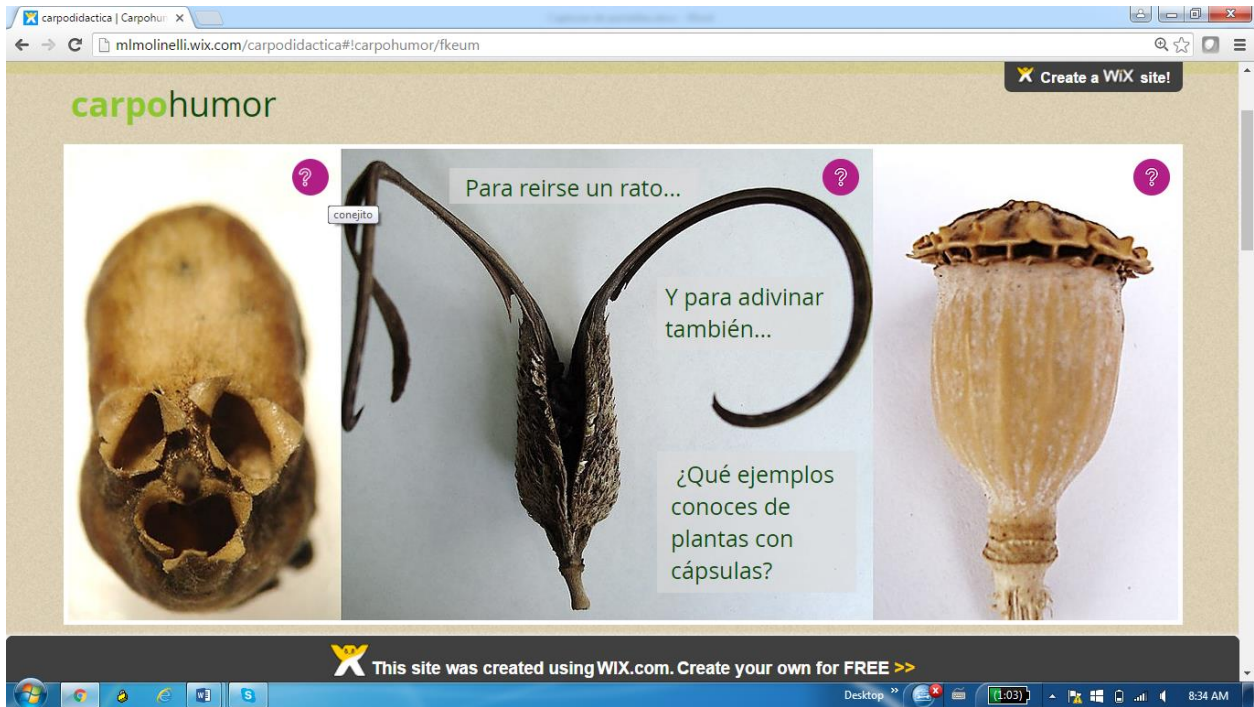 carpodidactica | Carpohur
mlmolinelli.wix.com/carpodidactica#!carpohumor/fkeum
Create a WiX site!
carpohumor
?
?
?
conejito
Para reirse un rato...
Y para adivinar
también...
¿Qué ejemplos
conoces de
plantas con
cápsulas?
This site was created using WIX.com. Create your own for FREE >>
Desktop
(1:03)
8:34 AM